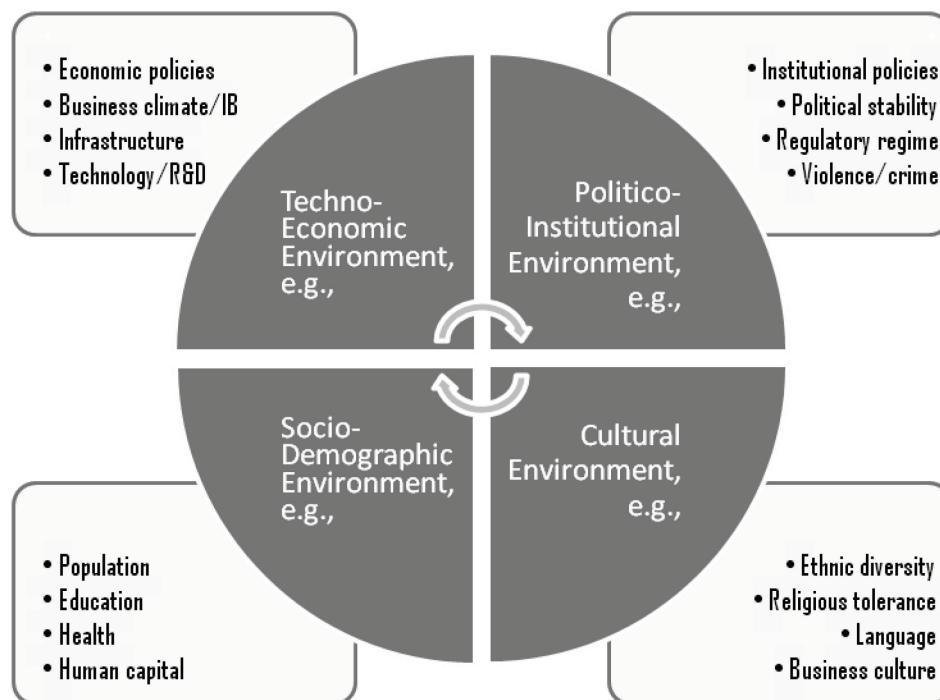 • Economic policies
• Business climate/IB
• Infrastructure
• Technology/R&D
• Institutional policies
• Political stability
• Regulatory regime
• Violence/crime
Techno-
Economic
Environment,
e.g.,
Politico-
Institutional
Environment,
e.g.,
Socio-
Demographic
Environment,
e.g.,
Cultural
Environment,
e.g.,
• Population
• Education
• Health
• Human capital
• Ethnic diversity
• Religious tolerance
• Language
• Business culture